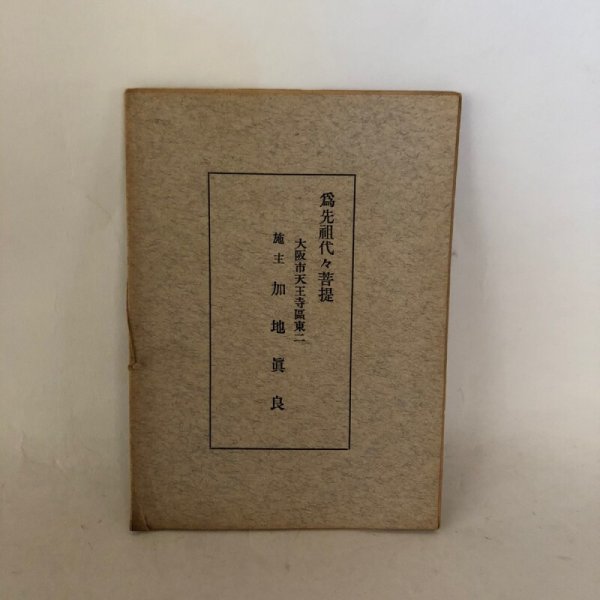 爲先祖代々菩提
大阪市天王寺區東二
施主 加地眞良